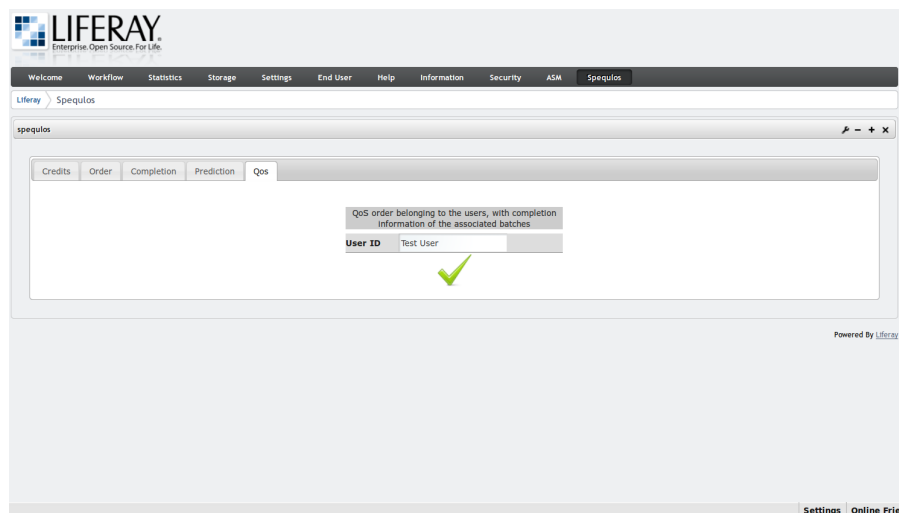 LIFERAY.
Enterprise. Open Source. For Life.
Welcome Workflow Statistics Storage Settings End User Help Information Security ASM Spequlos
Liferay Spequlos
spequlos
Credits Order Completion Prediction Qos
QoS order belonging to the users, with completion
information of the associated batches
User ID Test User
Powered By Liferay
Settings Online Frie